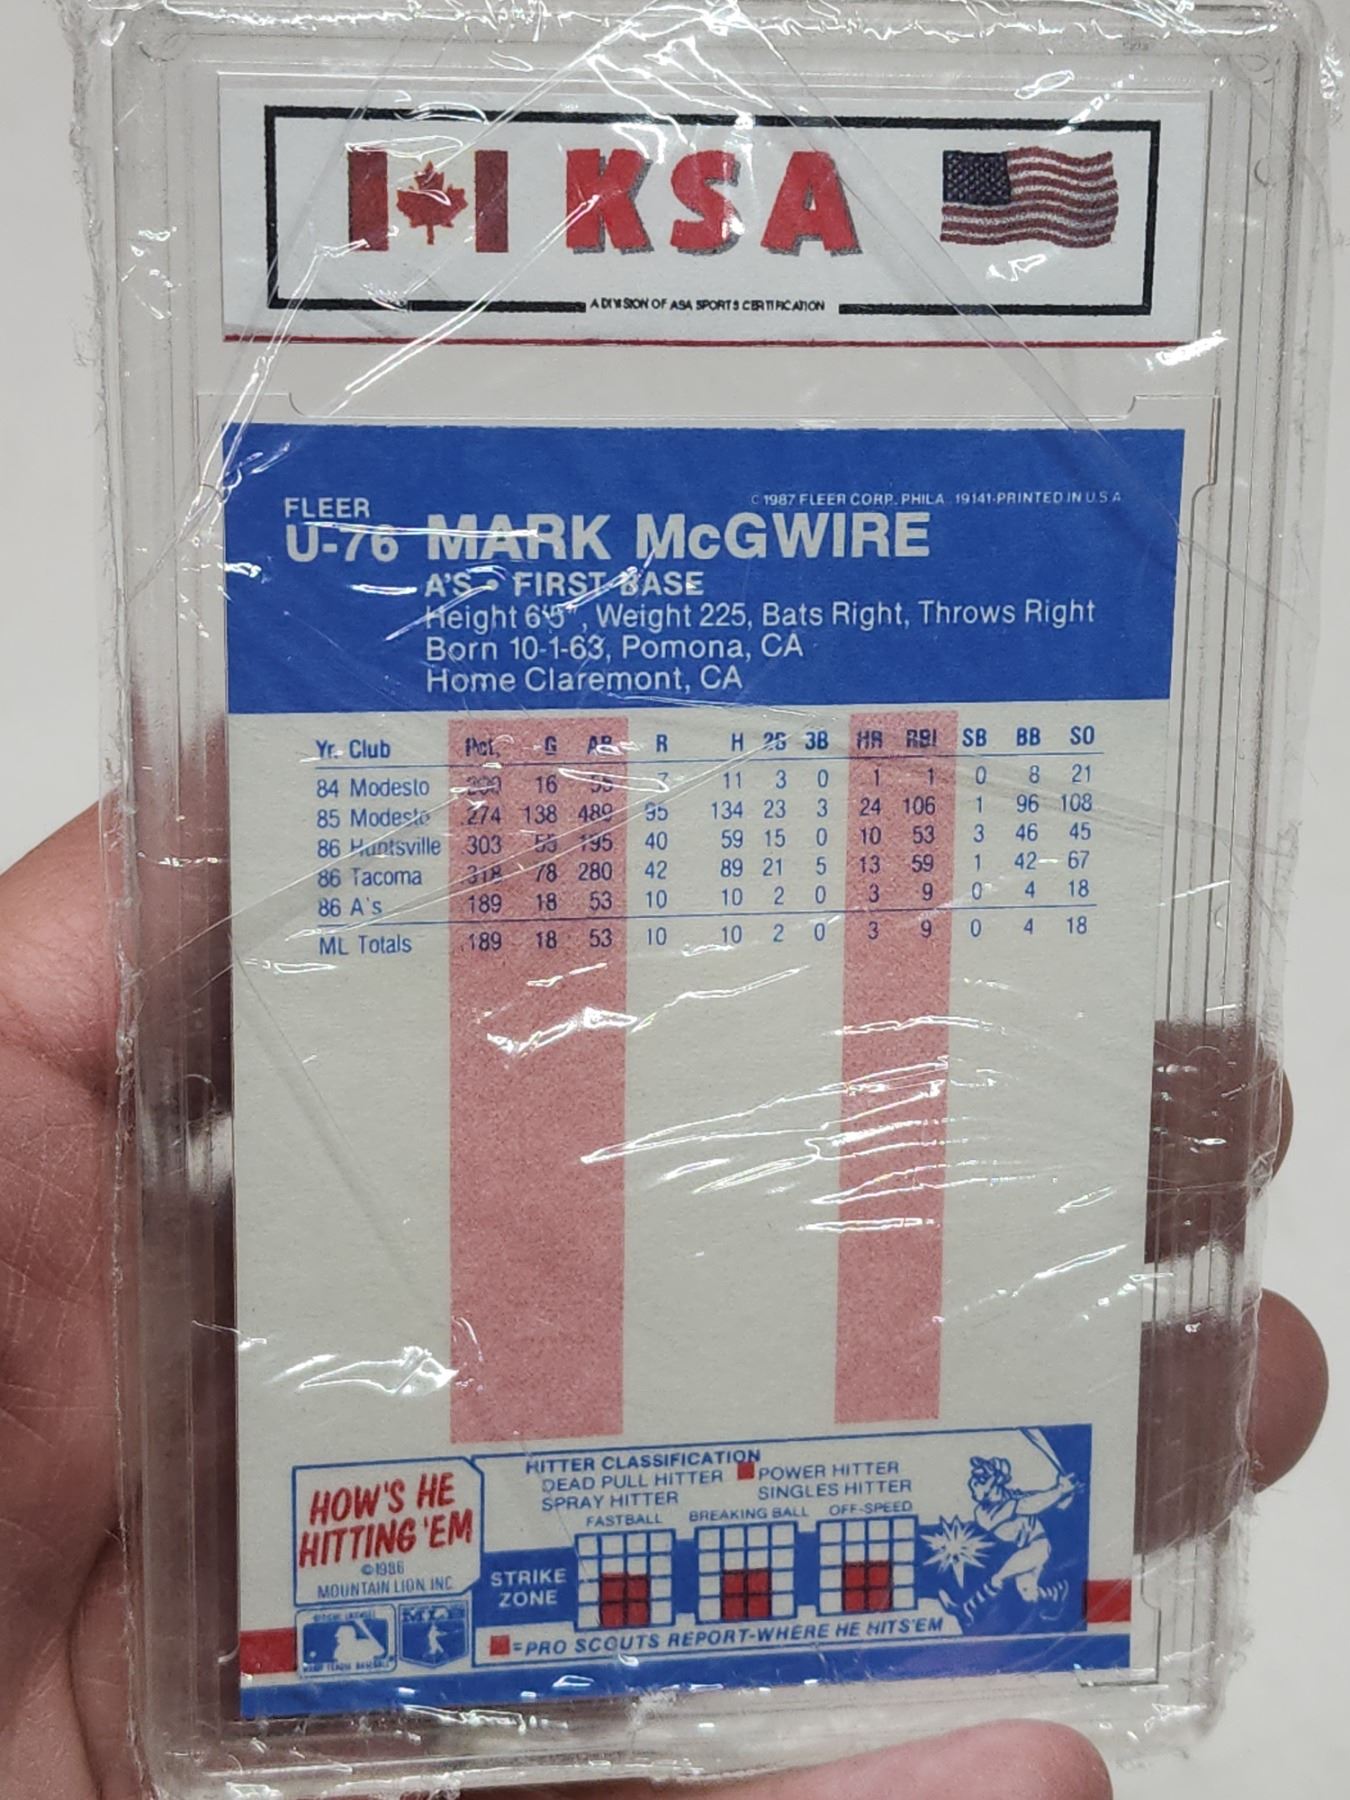 KSA
A DIVISION OF ASA SPORTS CERTIFICATION
© 1987 FLEER CORP. PHILA. 19141-PRINTED IN U.S.A.
FLEER
U-76 MARK McGWIRE
A'S • FIRST BASE
Height 6'5", Weight 225, Bats Right, Throws Right
Born 10-1-63, Pomona, CA
Home Claremont, CA
Yr. Club Pct. G AB R H 2B 3B HR RBI SB BB SO
84 Modesto 16 55 7 11 3 0 1 1 0 8 21
85 Modesto .274 138 489 95 134 23 3 24 106 1 96 108
86 Huntsville .303 55 195 40 59 15 0 10 53 3 46 45
86 Tacoma .318 78 280 42 89 21 5 13 59 1 42 67
86 A's .189 18 53 10 10 2 0 3 9 0 4 18
ML Totals .189 18 53 10 10 2 0 3 9 0 4 18
HOW'S HE
HITTING 'EM
©1986
MOUNTAIN LION, INC.
HITTER CLASSIFICATION
DEAD PULL HITTER POWER HITTER
SPRAY HITTER SINGLES HITTER
FASTBALL BREAKING BALL OFF-SPEED
STRIKE
ZONE
=PRO SCOUTS REPORT-WHERE HE HITS'EM